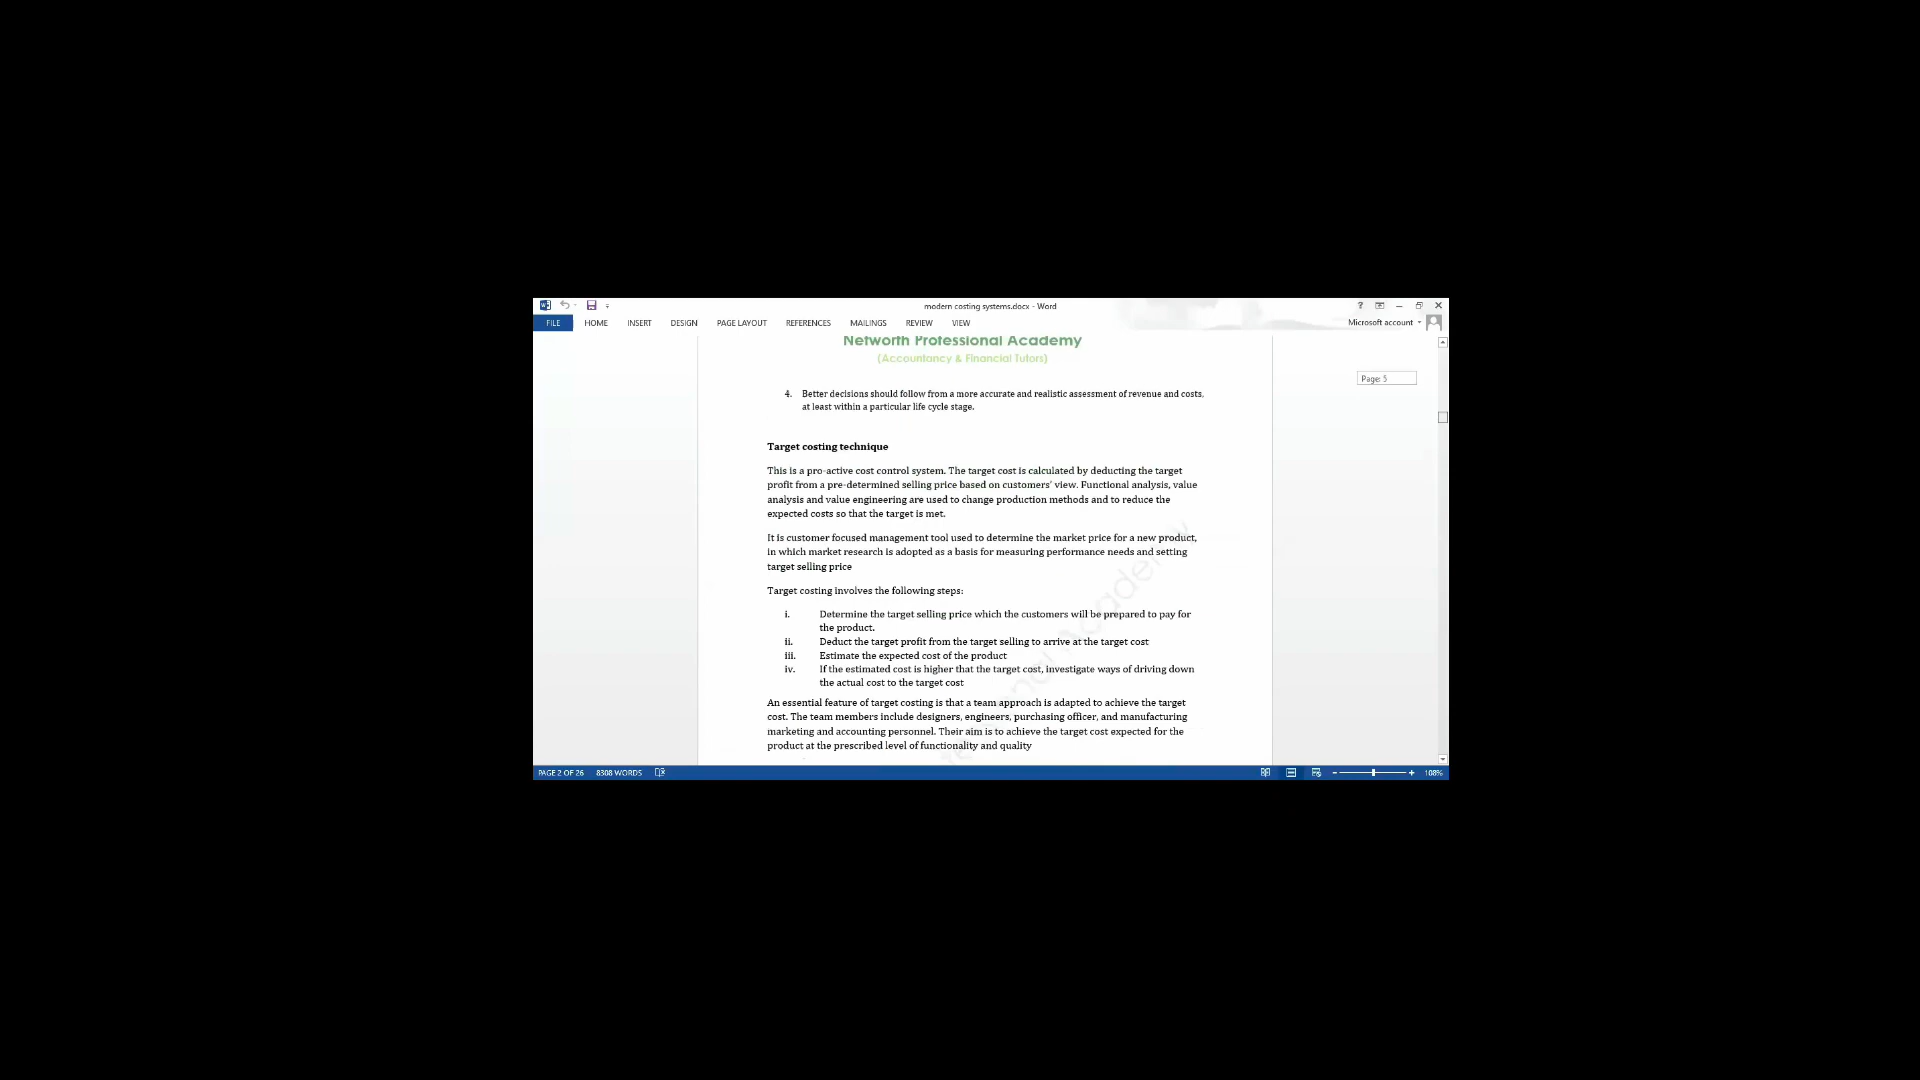 modern costing systems.docx - Word
FILE HOME INSERT DESIGN PAGE LAYOUT REFERENCES MAILINGS REVIEW VIEW Microsoft account
Networth Professional Academy
(Accountancy & Financial Tutors)
Page: 5
4. Better decisions should follow from a more accurate and realistic assessment of revenue and costs,
at least within a particular life cycle stage.
Target costing technique
This is a pro-active cost control system. The target cost is calculated by deducting the target
profit from a pre-determined selling price based on customers' view. Functional analysis, value
analysis and value engineering are used to change production methods and to reduce the
expected costs so that the target is met.
It is customer focused management tool used to determine the market price for a new product,
in which market research is adopted as a basis for measuring performance needs and setting
target selling price
Target costing involves the following steps:
i. Determine the target selling price which the customers will be prepared to pay for
the product.
ii. Deduct the target profit from the target selling to arrive at the target cost
iii. Estimate the expected cost of the product
iv. If the estimated cost is higher that the target cost, investigate ways of driving down
the actual cost to the target cost
An essential feature of target costing is that a team approach is adapted to achieve the target
cost. The team members include designers, engineers, purchasing officer, and manufacturing
marketing and accounting personnel. Their aim is to achieve the target cost expected for the
product at the prescribed level of functionality and quality
PAGE 2 OF 26 8308 WORDS 108%